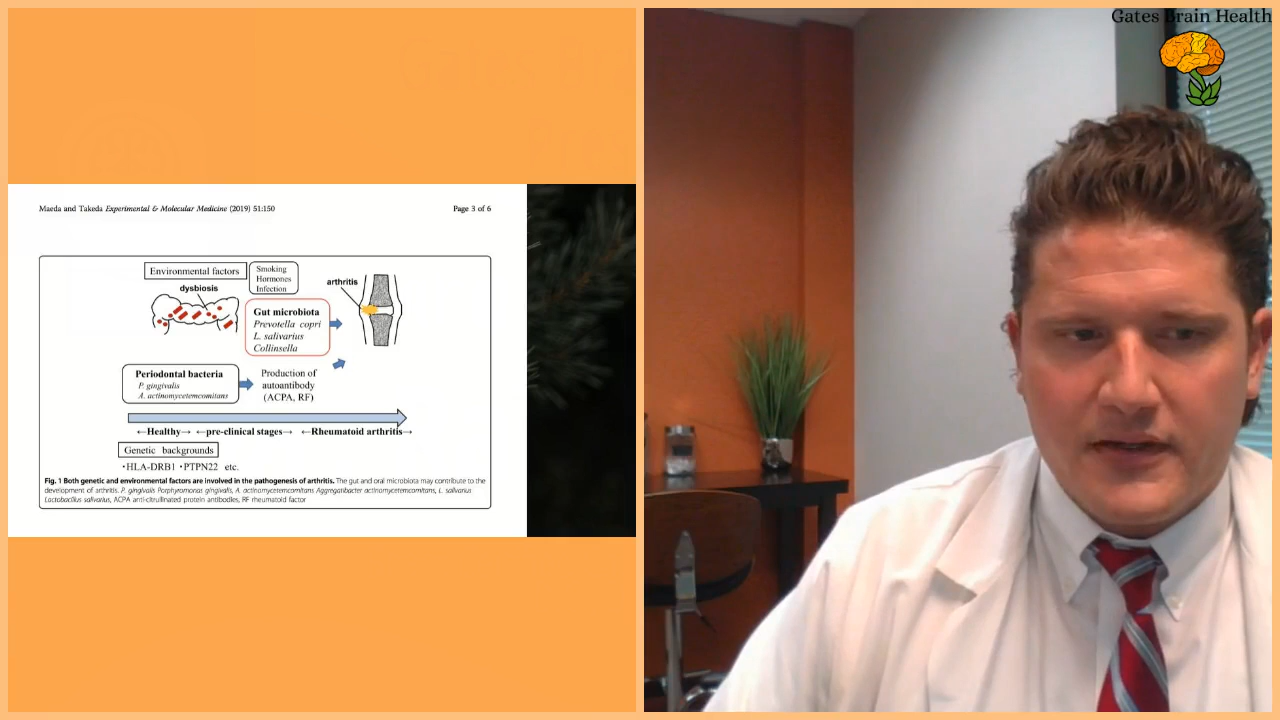 Gates Brain Health
Maeda and Takeda Experimental & Molecular Medicine (2019) 51:150
Page 3 of 6
Environmental factors
Smoking
Hormones
Infection
dysbiosis
arthritis
Gut microbiota
Prevotella copri
L. salivarius
Collinsella
Periodontal bacteria
P. gingivalis
A. actinomycetemcomitans
Production of
autoantibody
(ACPA, RF)
←Healthy→ ←pre-clinical stages→ ←Rheumatoid arthritis→
Genetic backgrounds
・HLA-DRB1 ・PTPN22 etc.
Fig. 1 Both genetic and environmental factors are involved in the pathogenesis of arthritis. The gut and oral microbiota may contribute to the
development of arthritis. P. gingivalis Porphyromonas gingivalis, A. actinomycetemcomitans Aggregatibacter actinomycetemcomitans, L. salivarius
Lactobacillus salivarius, ACPA anti-citrullinated protein antibodies, RF rheumatoid factor